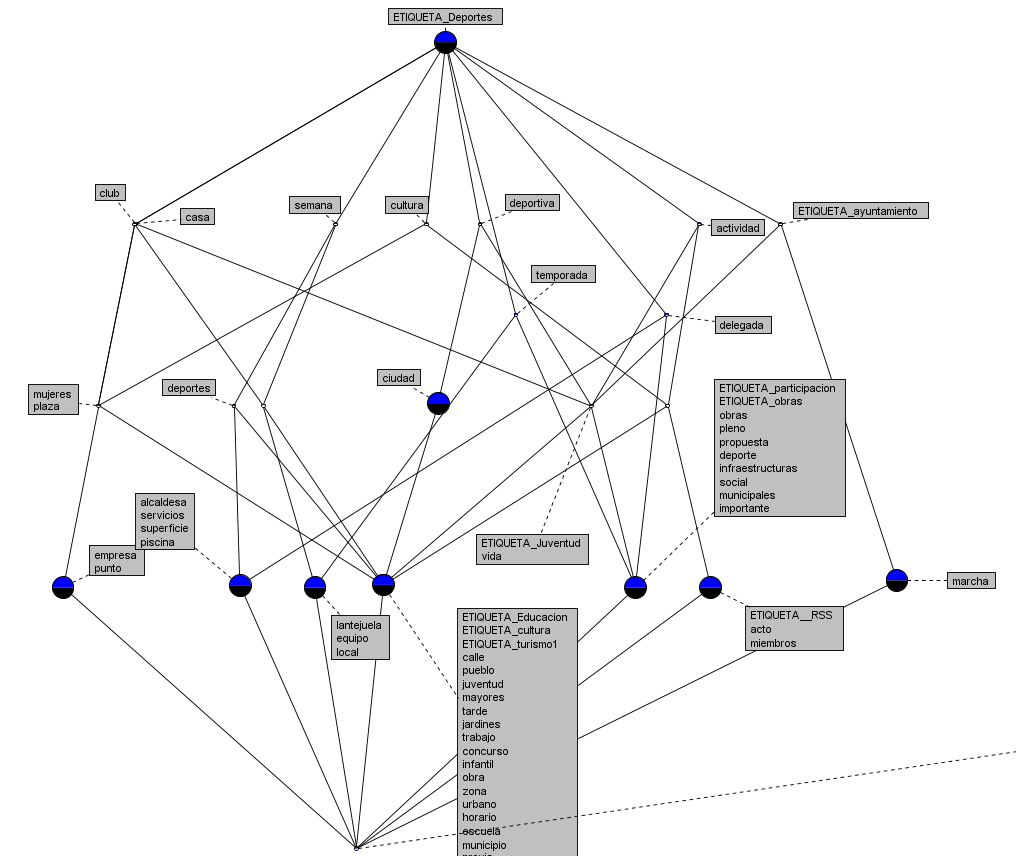 ETIQUETA_Deportes
club
casa
semana
cultura
deportiva
ETIQUETA_ayuntamiento
actividad
temporada
delegada
mujeres
plaza
deportes
ciudad
ETIQUETA_participacion
ETIQUETA_obras
obras
pleno
propuesta
deporte
infraestructuras
social
municipales
importante
alcaldesa
servicios
superficie
piscina
empresa
punto
ETIQUETA_Juventud
vida
marcha
lantejuela
equipo
local
ETIQUETA__RSS
acto
miembros
ETIQUETA_Educacion
ETIQUETA_cultura
ETIQUETA_turismo1
calle
pueblo
juventud
mayores
tarde
jardines
trabajo
concurso
infantil
obra
zona
urbano
horario
escuela
municipio